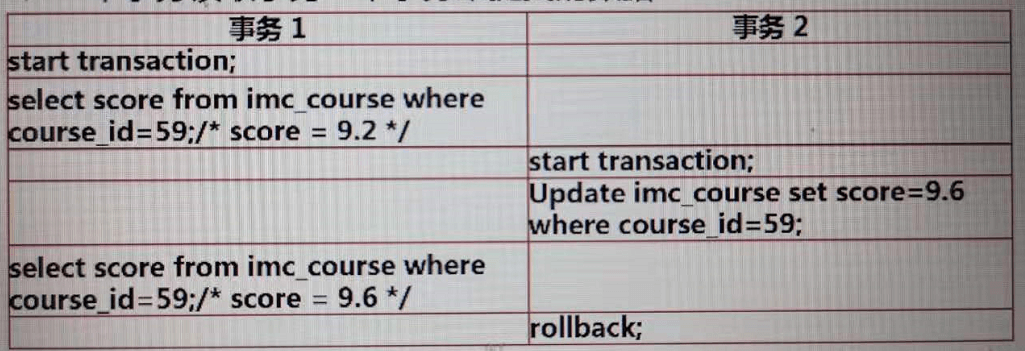 事务 1
事务 2
start transaction;
select score from imc_course where
course_id=59;/* score = 9.2 */
start transaction;
Update imc_course set score=9.6
where course_id=59;
select score from imc_course where
course_id=59;/* score = 9.6 */
rollback;